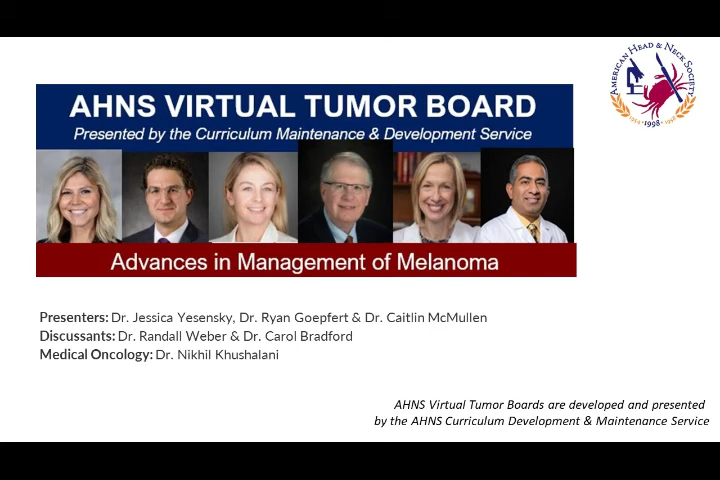 AMERICAN HEAD & NECK SOCIETY
1998
AHNS VIRTUAL TUMOR BOARD
Presented by the Curriculum Maintenance & Development Service
Advances in Management of Melanoma
Presenters: Dr. Jessica Yesensky, Dr. Ryan Goepfert & Dr. Caitlin McMullen
Discussants: Dr. Randall Weber & Dr. Carol Bradford
Medical Oncology: Dr. Nikhil Khushalani
AHNS Virtual Tumor Boards are developed and presented
by the AHNS Curriculum Development & Maintenance Service